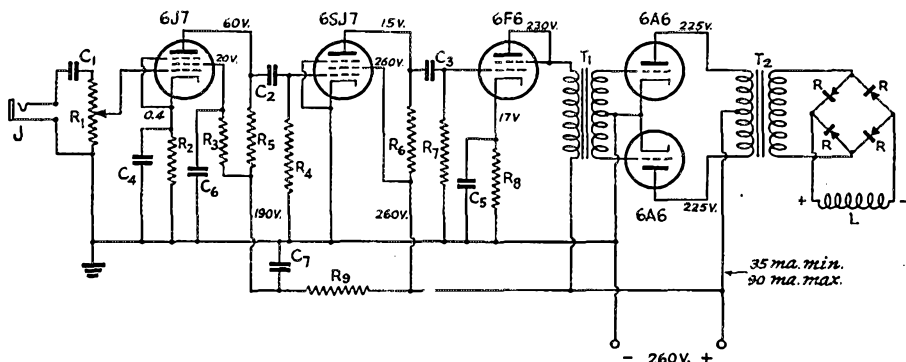 6J7
60V.
6SJ7
15V.
6F6
230V.
6A6
225V.
C1
20V.
C2
260V.
C3
T1
T2
R
R
J
R1
0.4
R2
R3
R5
R4
R6
R7
17V
R
R
C4
C6
C5
R8
6A6
225V.
+
L
-
190V.
260V.
C7
R9
35 ma. min.
90 ma. max.
- 260V. +